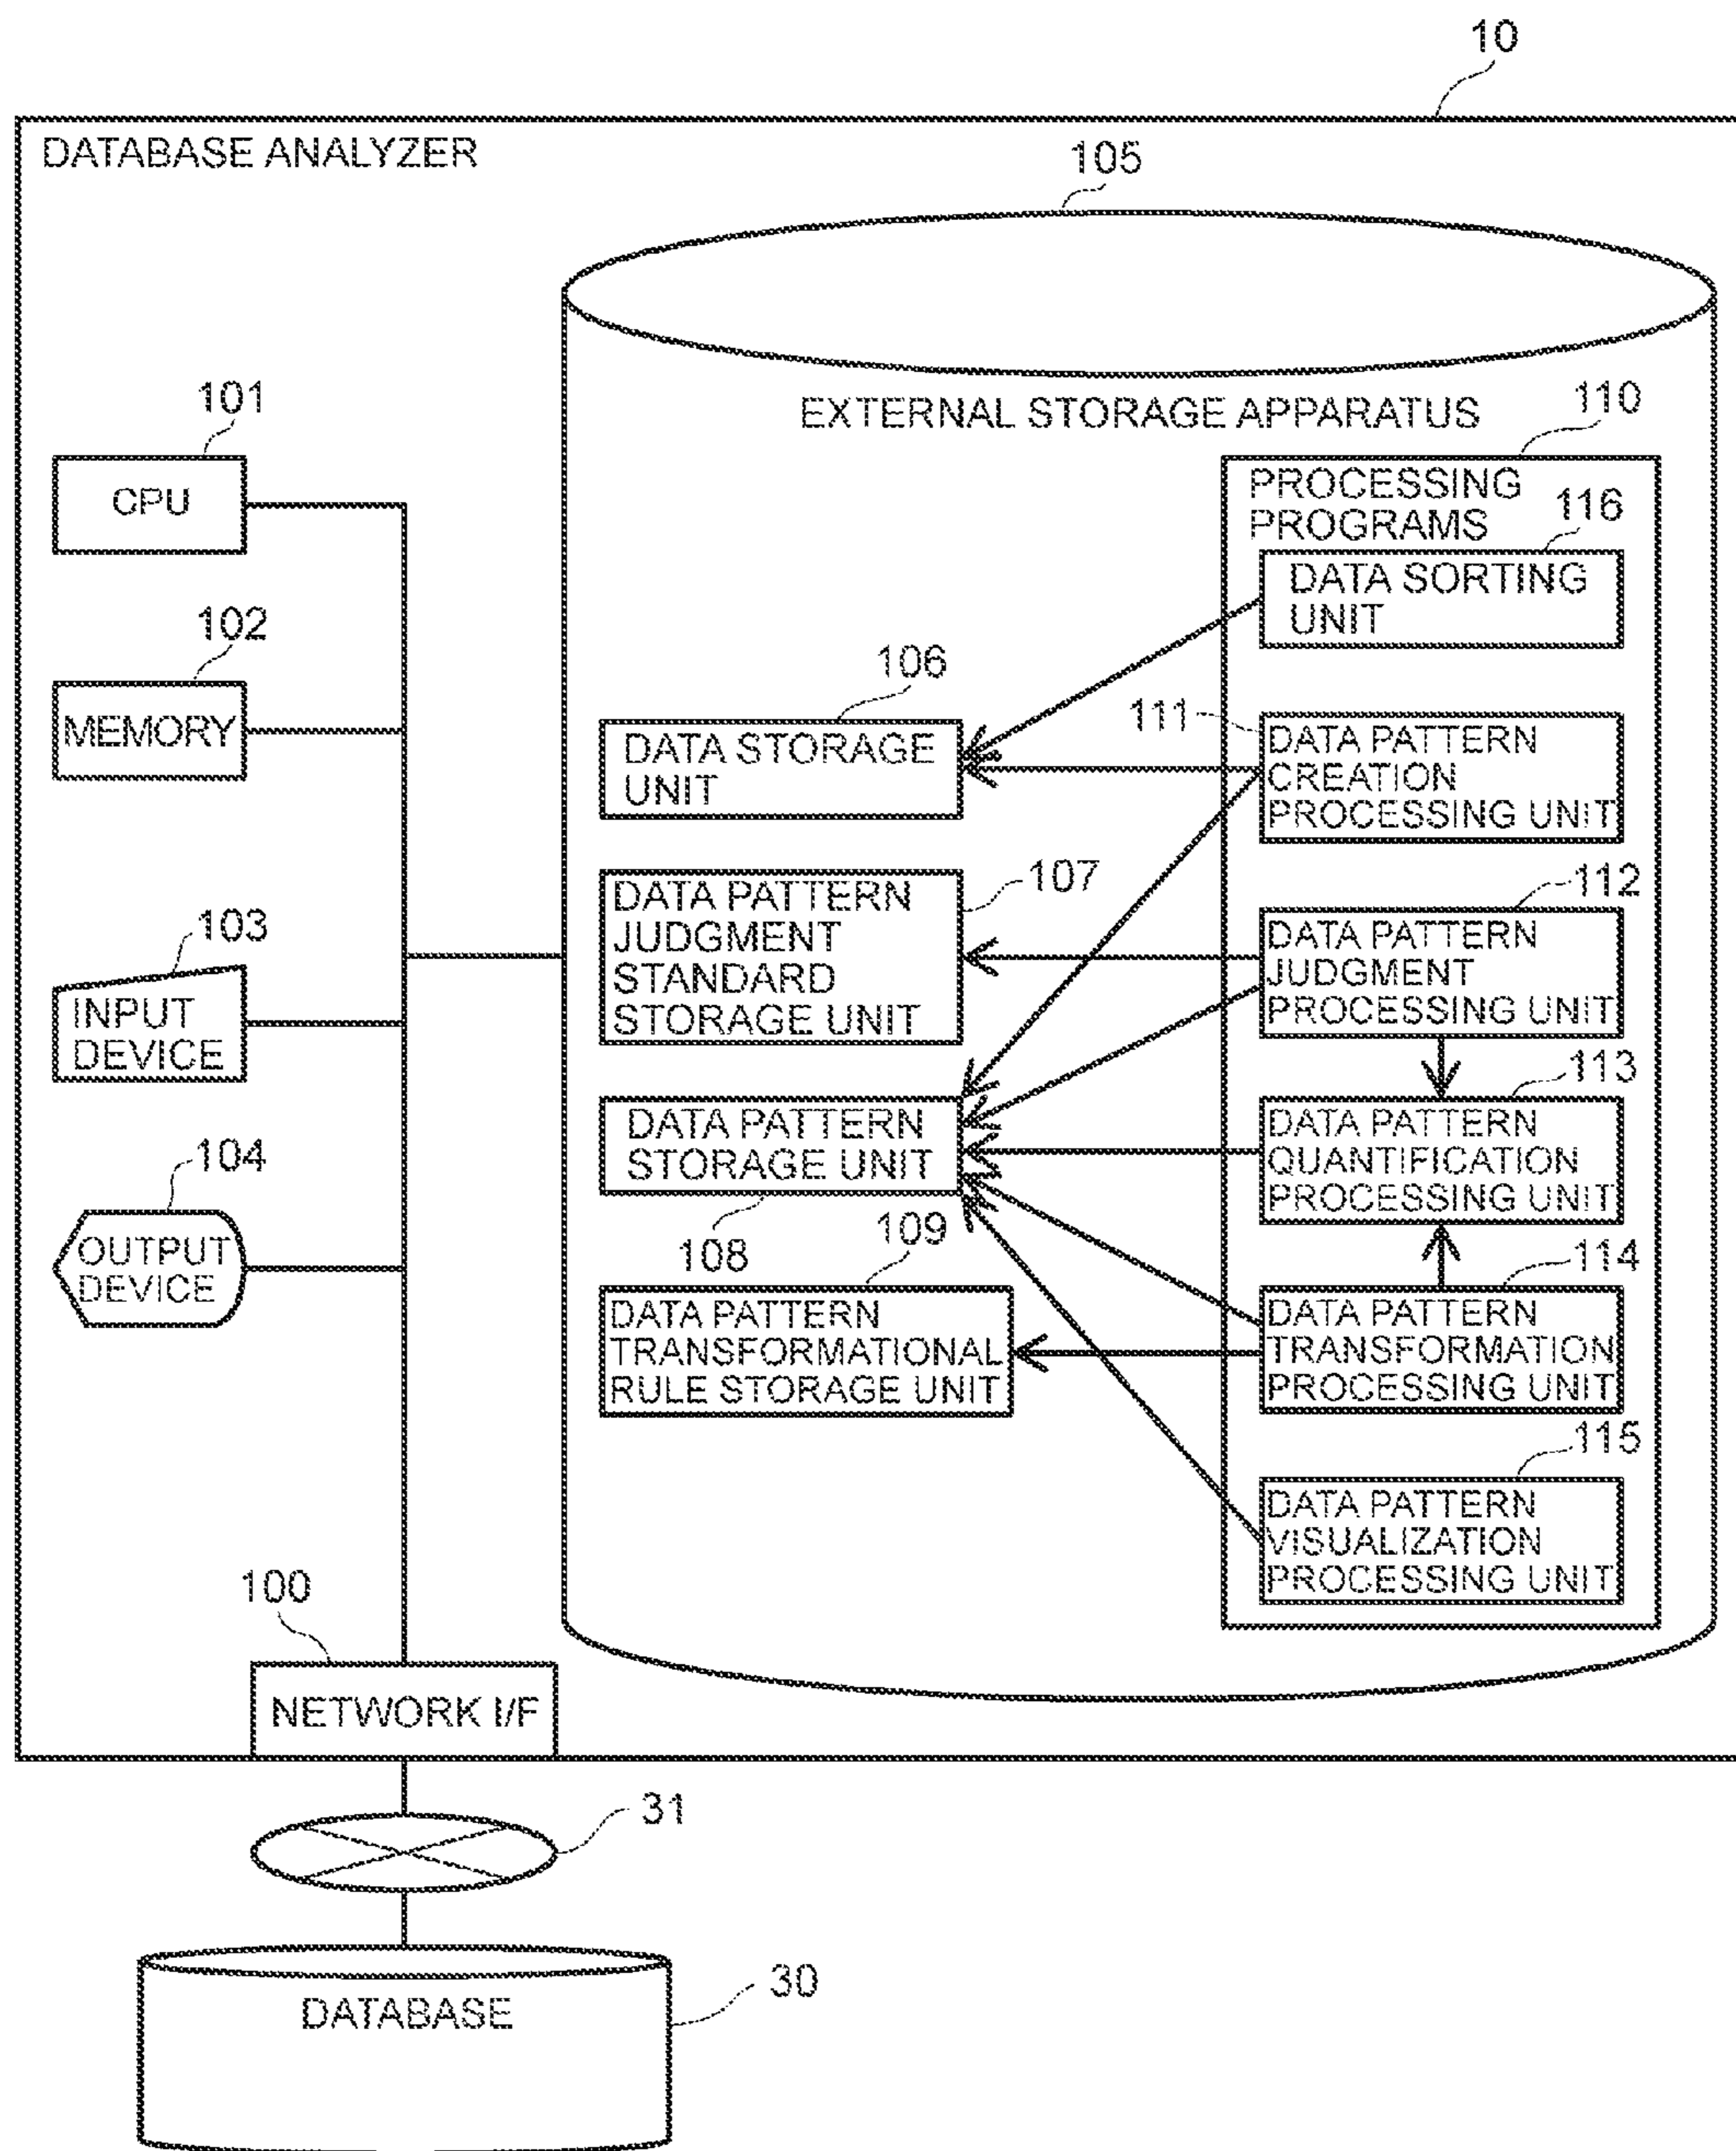 10
DATABASE ANALYZER
105
EXTERNAL STORAGE APPARATUS
101
CPU
102
MEMORY
103
INPUT
DEVICE
104
OUTPUT
DEVICE
110
PROCESSING
PROGRAMS
116
DATA SORTING
UNIT
106
DATA STORAGE
UNIT
111
DATA PATTERN
CREATION
PROCESSING UNIT
107
DATA PATTERN
JUDGMENT
STANDARD
STORAGE UNIT
112
DATA PATTERN
JUDGMENT
PROCESSING UNIT
DATA PATTERN
STORAGE UNIT
108
113
DATA PATTERN
QUANTIFICATION
PROCESSING UNIT
109
DATA PATTERN
TRANSFORMATIONAL
RULE STORAGE UNIT
114
DATA PATTERN
TRANSFORMATION
PROCESSING UNIT
115
DATA PATTERN
VISUALIZATION
PROCESSING UNIT
100
NETWORK I/F
31
DATABASE
30